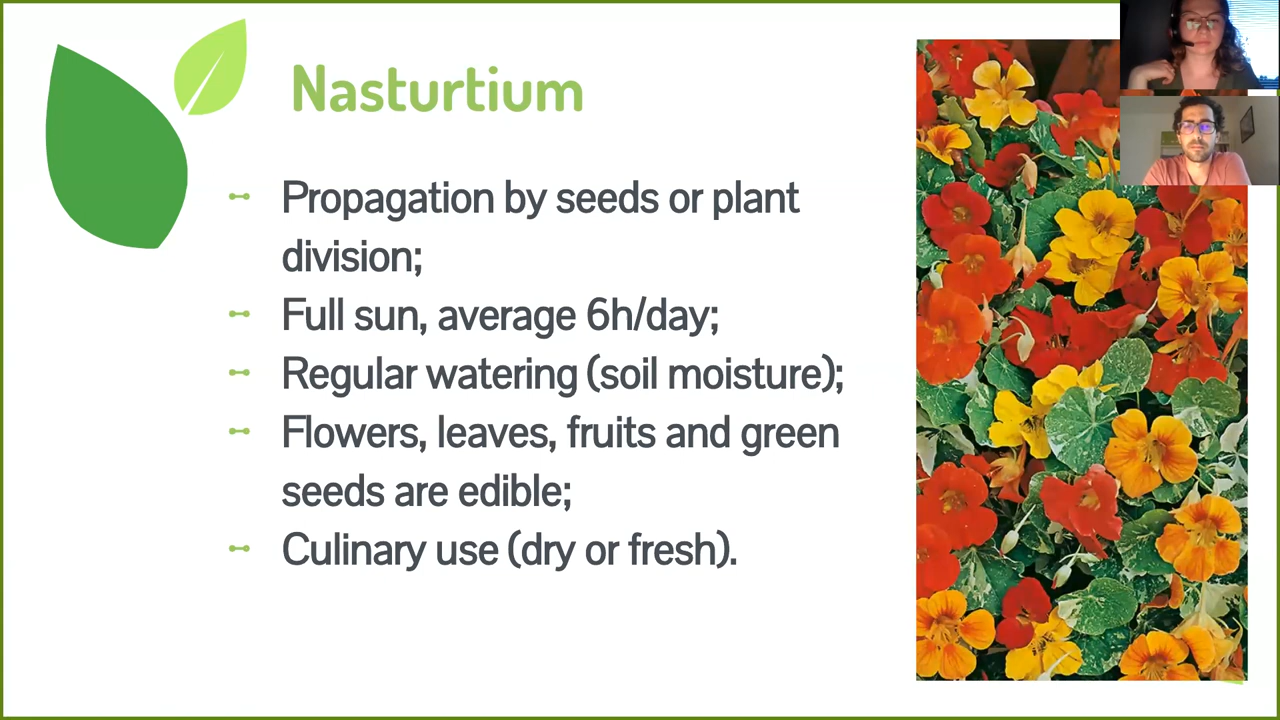 Nasturtium
Propagation by seeds or plant
division;
Full sun, average 6h/day;
Regular watering (soil moisture);
Flowers, leaves, fruits and green
seeds are edible;
Culinary use (dry or fresh).